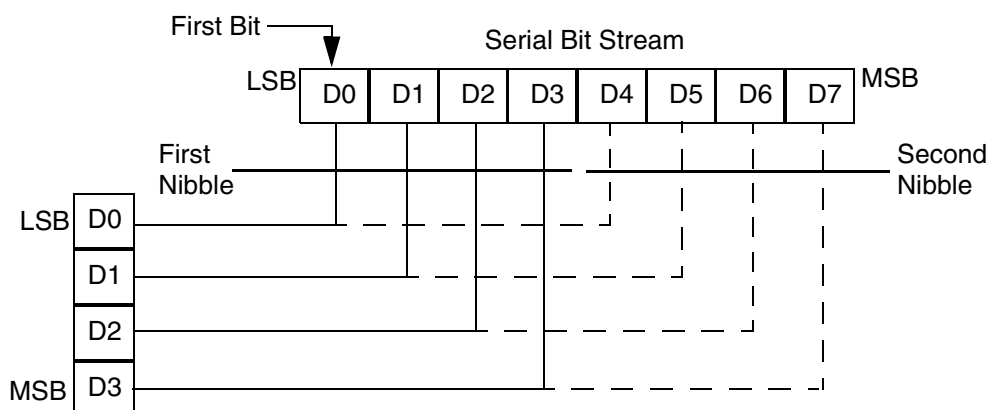 First Bit
Serial Bit Stream
LSB D0 D1 D2 D3 D4 D5 D6 D7 MSB
First Nibble
Second Nibble
LSB D0
D1
D2
MSB D3